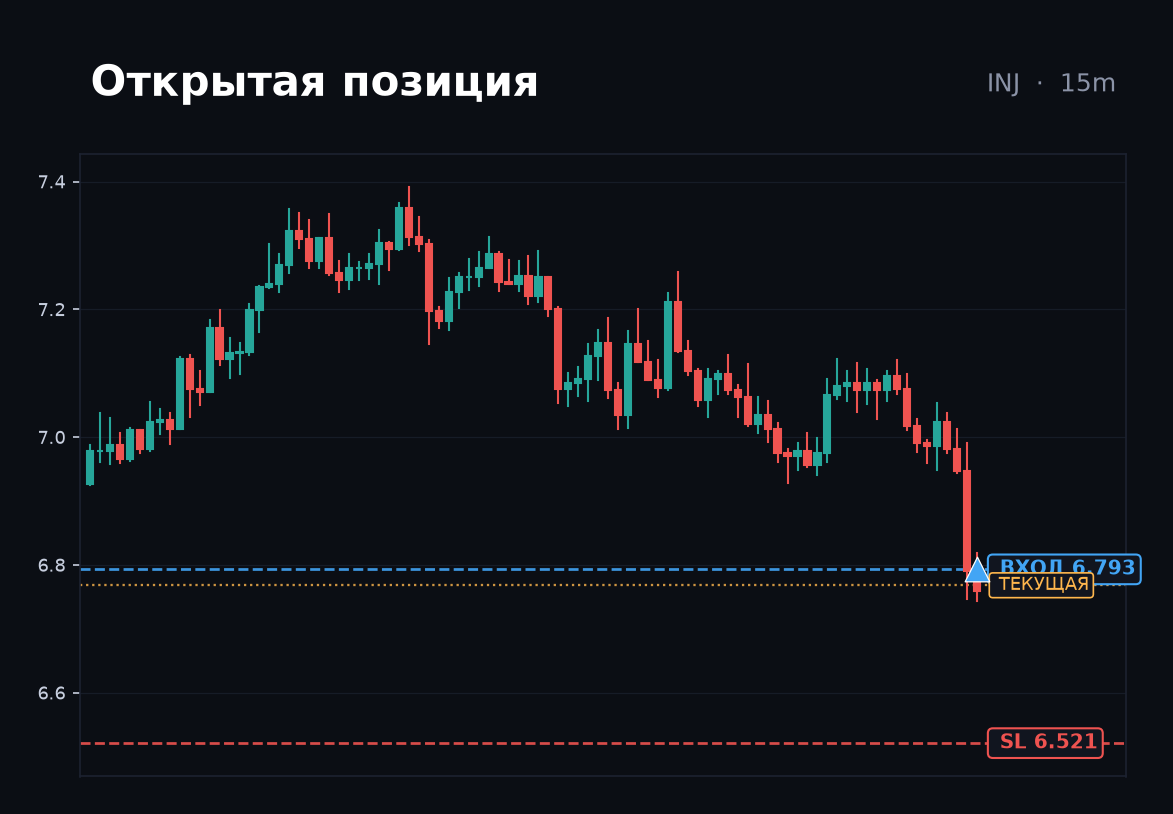 Открытая позиция
INJ · 15m
7.4
7.2
7.0
6.8
6.6
ВХОД 6.793
ТЕКУЩАЯ
SL 6.521